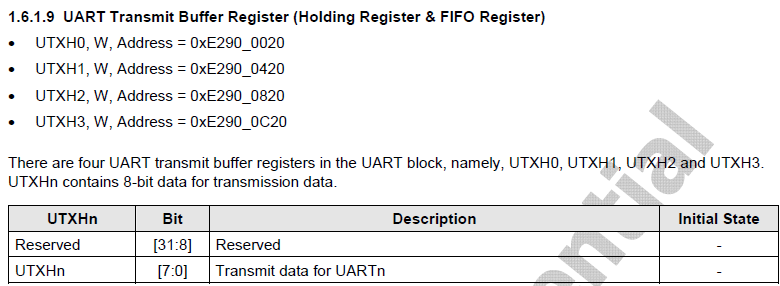 1.6.1.9 UART Transmit Buffer Register (Holding Register & FIFO Register)
• UTXH0, W, Address = 0xE290_0020
• UTXH1, W, Address = 0xE290_0420
• UTXH2, W, Address = 0xE290_0820
• UTXH3, W, Address = 0xE290_0C20
There are four UART transmit buffer registers in the UART block, namely, UTXH0, UTXH1, UTXH2 and UTXH3.
UTXHn contains 8-bit data for transmission data.
UTXHn Bit Description Initial State
Reserved [31:8] Reserved -
UTXHn [7:0] Transmit data for UARTn -
ential